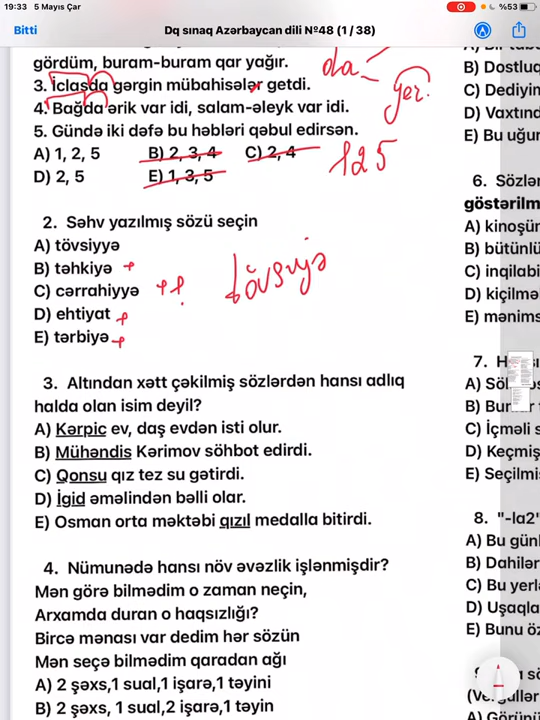 19:33 5 Mayıs Çar
%53
Bitti
Dq sınaq Azərbaycan dili Nº48 (1 / 38)
gördüm, buram-buram qar yağır.
3. İclasda gərgin mübahisələr getdi.
4. Bağda ərik var idi, salam-əleyk var idi.
5. Gündə iki dəfə bu həbləri qəbul edirsən.
A) 1, 2, 5 B) 2, 3, 4 C) 2, 4
D) 2, 5 E) 1, 3, 5
da
yer.
125
2. Səhv yazılmış sözü seçin
A) tövsiyyə
B) təhkiyə +
C) cərrahiyyə ++
D) ehtiyat +
E) tərbiyə +
tövsiyə
3. Altından xətt çəkilmiş sözlərdən hansı adlıq
halda olan isim deyil?
A) Kərpic ev, daş evdən isti olur.
B) Mühəndis Kərimov söhbot edirdi.
C) Qonsu qız tez su gətirdi.
D) İgid əməlindən bəlli olar.
E) Osman orta məktəbi qızıl medalla bitirdi.
4. Nümunədə hansı növ əvəzlik işlənmişdir?
Mən görə bilmədim o zaman neçin,
Arxamda duran o haqsızlığı?
Bircə mənası var dedim hər sözün
Mən seçə bilmədim qaradan ağı
A) 2 şəxs,1 sual,1 işarə,1 təyini
B) 2 şəxs, 1 sual,2 işarə,1 təyin
B) Dostluq
C) Dediyin
D) Vaxtınd
E) Bu uğur
6. Sözlər
göstərilm
A) kinoşür
B) bütünlü
C) inqilabi
D) kiçilmə
E) mənims
7. H
A) Söl
B) Bur
C) İçməli s
D) Keçmiş
E) Seçilmi
8. "-la2"
A) Bu günl
B) Dahilər
C) Bu yerl
D) Uşaqla
E) Bunu öz
A) Görünü